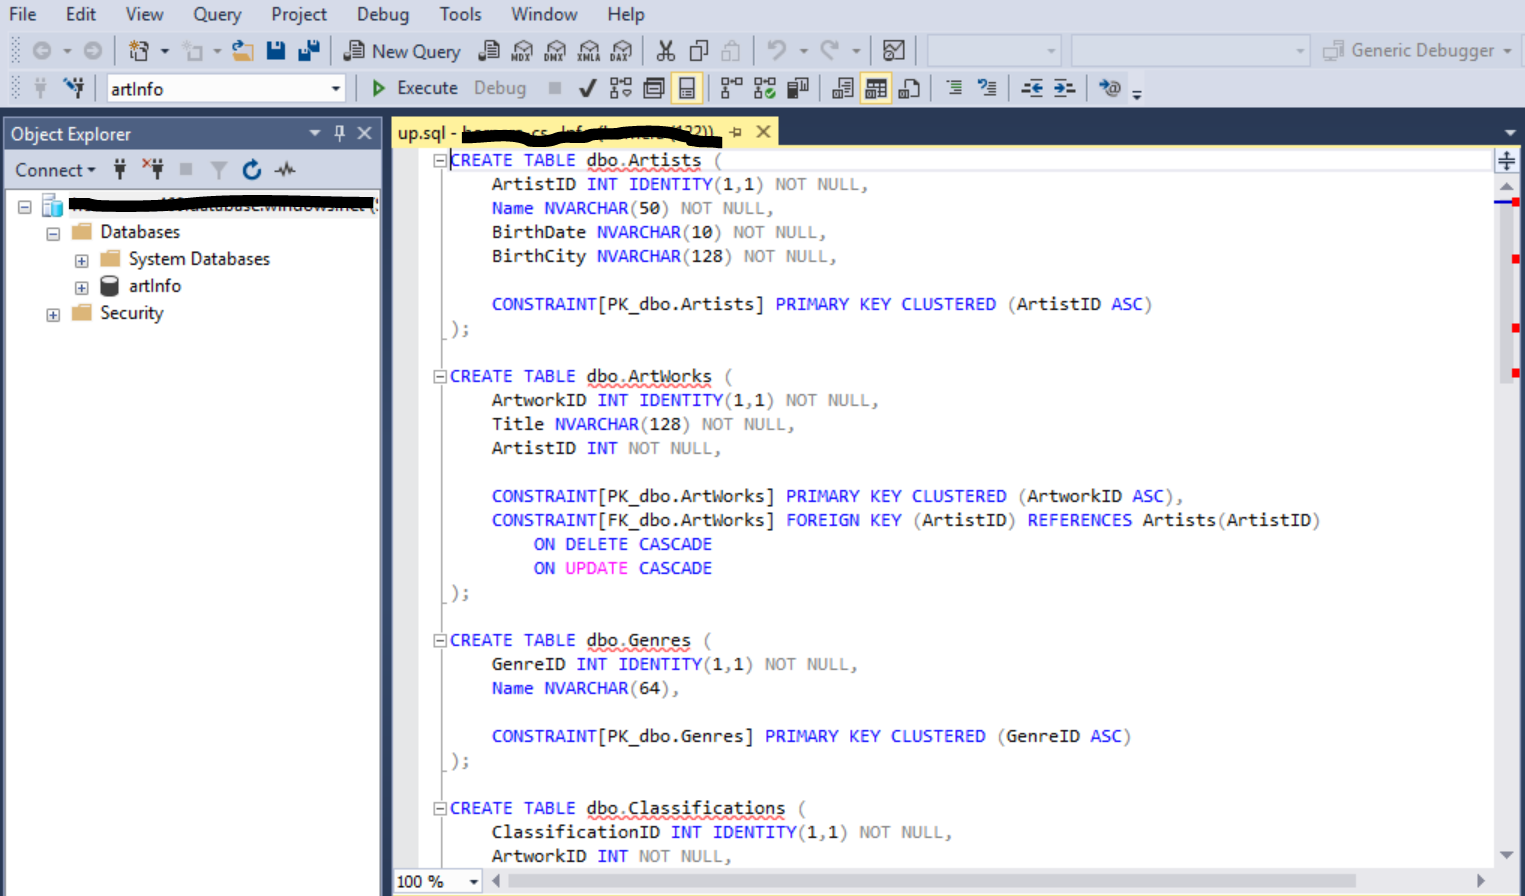 File Edit View Query Project Debug Tools Window Help
New Query MDX DMX XMLA DAX Generic Debugger
artInfo Execute Debug
Object Explorer
Connect
Databases
System Databases
artInfo
Security
up.sql -
CREATE TABLE dbo.Artists (
ArtistID INT IDENTITY(1,1) NOT NULL,
Name NVARCHAR(50) NOT NULL,
BirthDate NVARCHAR(10) NOT NULL,
BirthCity NVARCHAR(128) NOT NULL,
CONSTRAINT[PK_dbo.Artists] PRIMARY KEY CLUSTERED (ArtistID ASC)
);
CREATE TABLE dbo.ArtWorks (
ArtworkID INT IDENTITY(1,1) NOT NULL,
Title NVARCHAR(128) NOT NULL,
ArtistID INT NOT NULL,
CONSTRAINT[PK_dbo.ArtWorks] PRIMARY KEY CLUSTERED (ArtworkID ASC),
CONSTRAINT[FK_dbo.ArtWorks] FOREIGN KEY (ArtistID) REFERENCES Artists(ArtistID)
ON DELETE CASCADE
ON UPDATE CASCADE
);
CREATE TABLE dbo.Genres (
GenreID INT IDENTITY(1,1) NOT NULL,
Name NVARCHAR(64),
CONSTRAINT[PK_dbo.Genres] PRIMARY KEY CLUSTERED (GenreID ASC)
);
CREATE TABLE dbo.Classifications (
ClassificationID INT IDENTITY(1,1) NOT NULL,
ArtworkID INT NOT NULL,
100 %